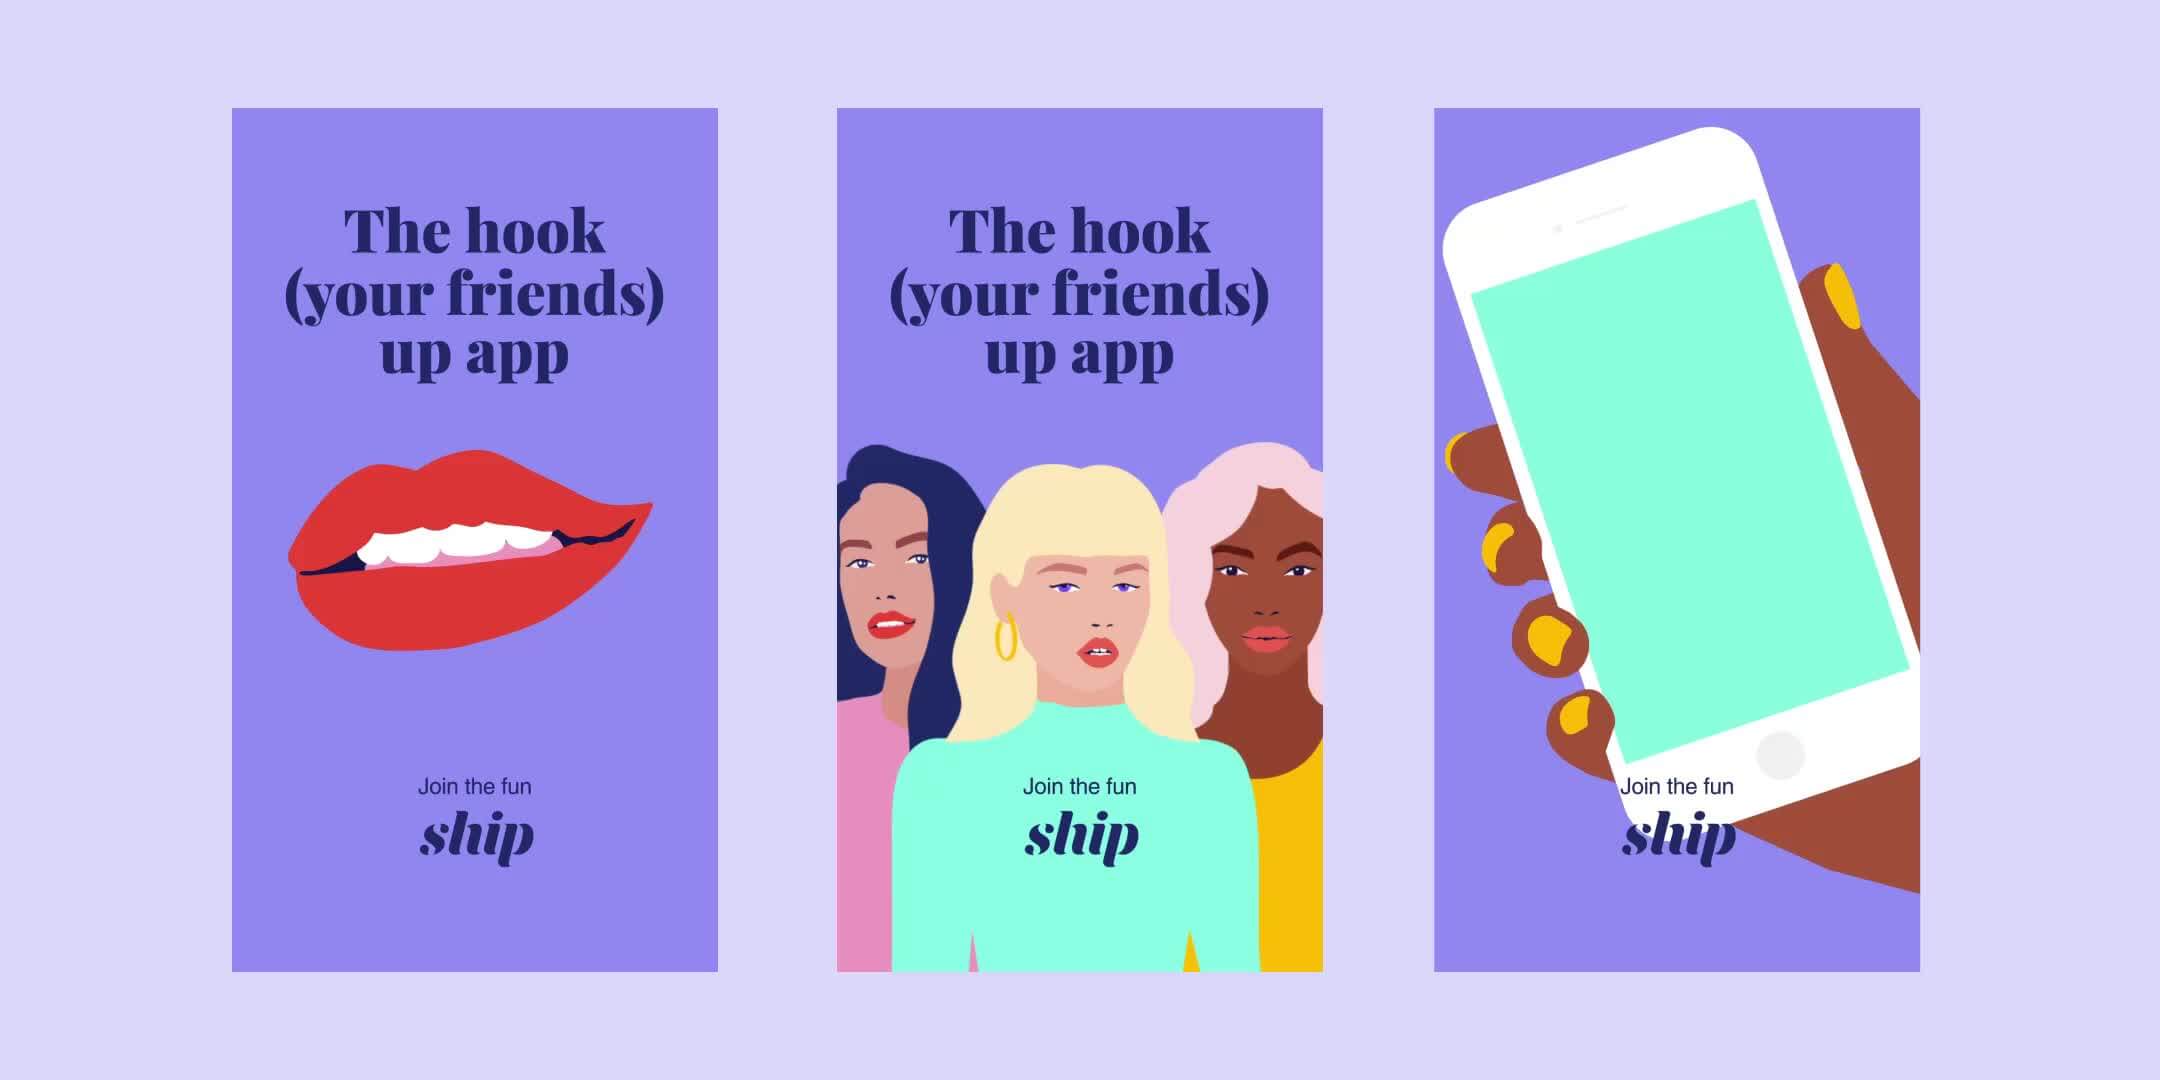 The hook
(your friends)
up app
Join the fun
ship
The hook
(your friends)
up app
Join the fun
ship
Join the fun
ship